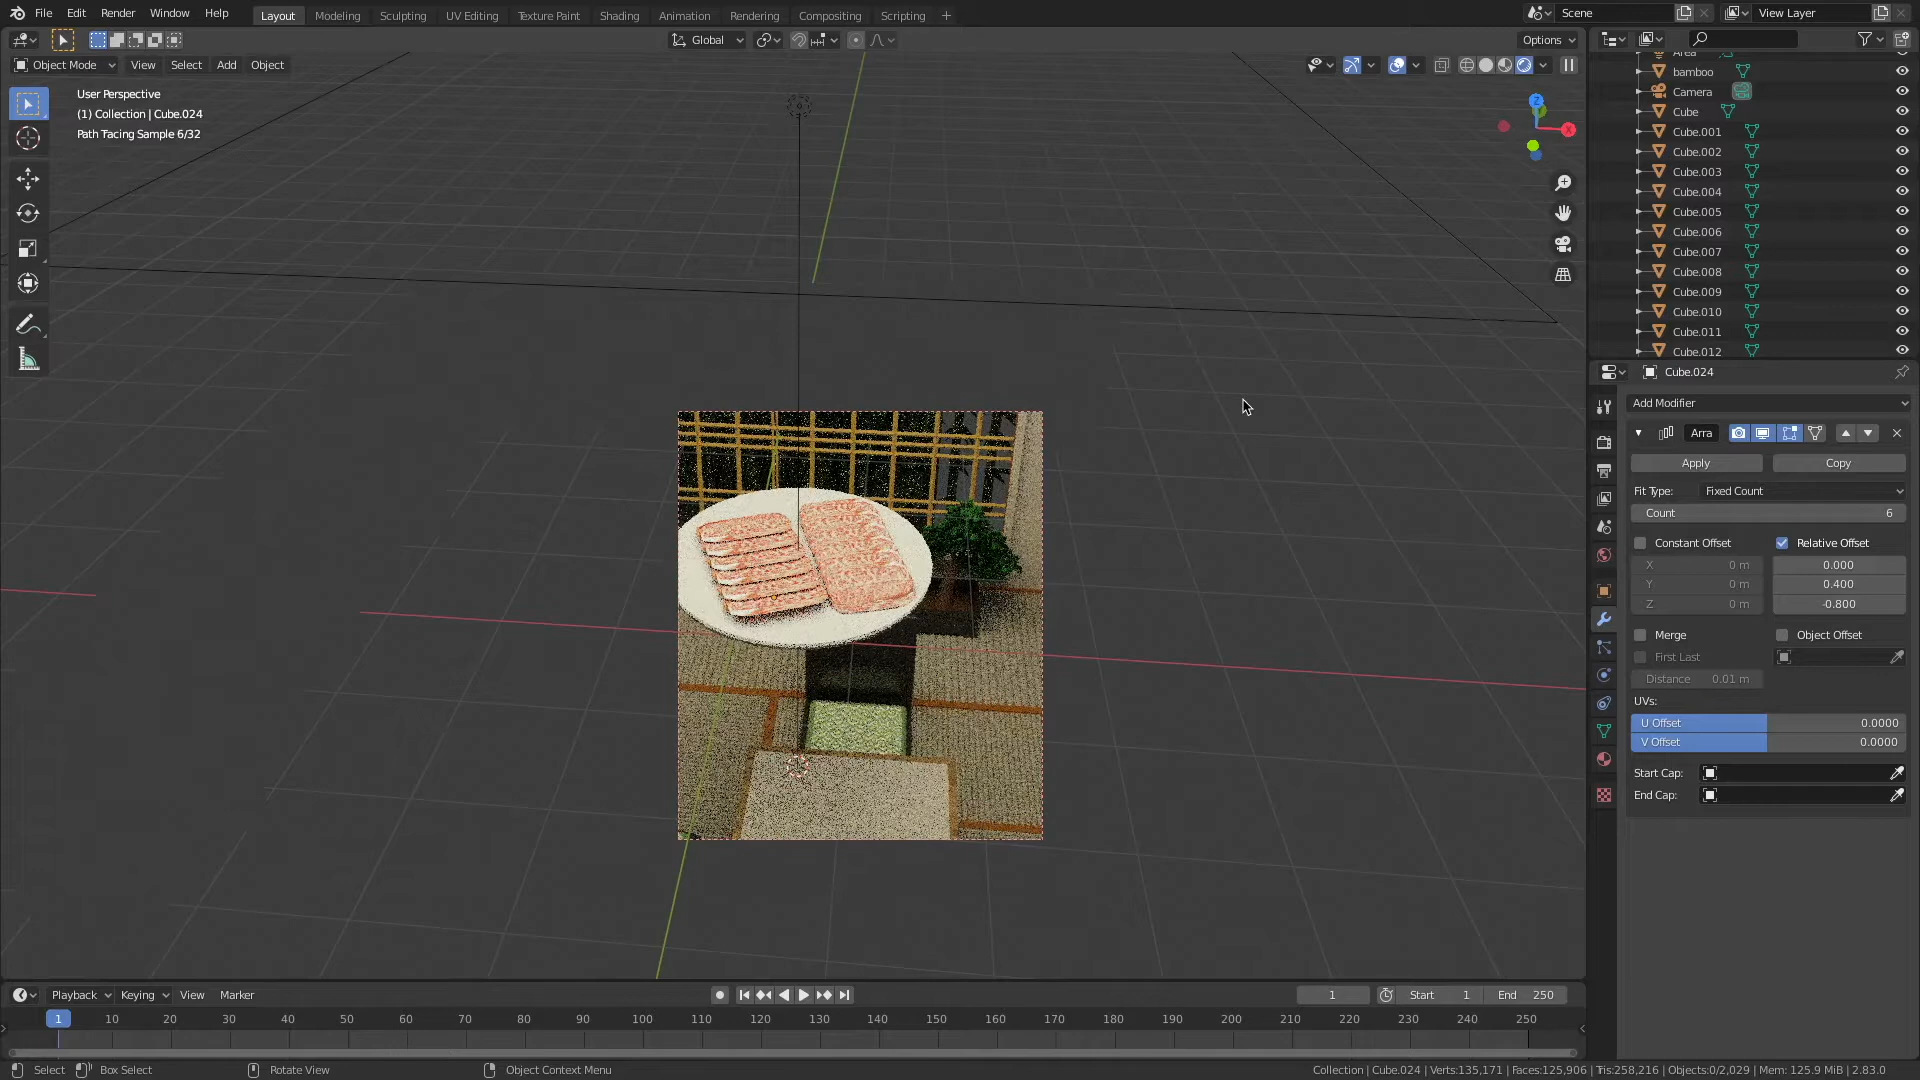 File Edit Render Window Help Layout Modeling Sculpting UV Editing Texture Paint Shading Animation Rendering Compositing Scripting + Scene View Layer
Global Options
Object Mode View Select Add Object
User Perspective
(1) Collection | Cube.024
Path Tacing Sample 6/32
Z
X
Area
bamboo
Camera
Cube
Cube.001
Cube.002
Cube.003
Cube.004
Cube.005
Cube.006
Cube.007
Cube.008
Cube.009
Cube.010
Cube.011
Cube.012
Cube.024
Add Modifier
Arra
Apply Copy
Fit Type: Fixed Count
Count 6
Constant Offset Relative Offset
X 0 m 0.000
Y 0 m 0.400
Z 0 m -0.800
Merge Object Offset
First Last
Distance 0.01 m
UVs:
U Offset 0.0000
V Offset 0.0000
Start Cap:
End Cap:
Playback Keying View Marker 1 Start 1 End 250
1 10 20 30 40 50 60 70 80 90 100 110 120 130 140 150 160 170 180 190 200 210 220 230 240 250
Select Box Select Rotate View Object Context Menu Collection | Cube.024 | Verts:135,171 | Faces:125,906 | Tris:258,216 | Objects:0/2,029 | Mem: 125.9 MiB | 2.83.0